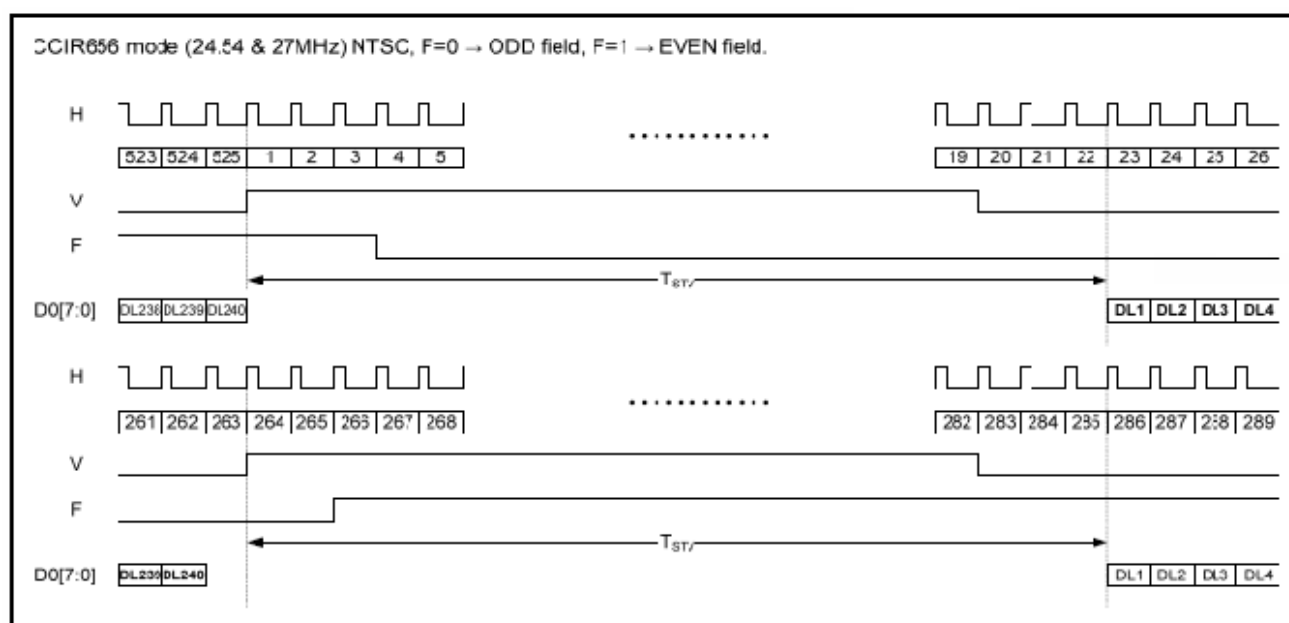 CCIR656 mode (24.54 & 27MHz) NTSC, F=0 → ODD field, F=1 → EVEN field.
H
523 524 525 1 2 3 4 5 19 20 21 22 23 24 25 26
V
F
TSTV
D0[7:0] DL238 DL239 DL240 DL1 DL2 DL3 DL4
H
261 262 263 264 265 266 267 268 282 283 284 285 286 287 288 289
V
F
TSTV
D0[7:0] DL239 DL240 DL1 DL2 DL3 DL4